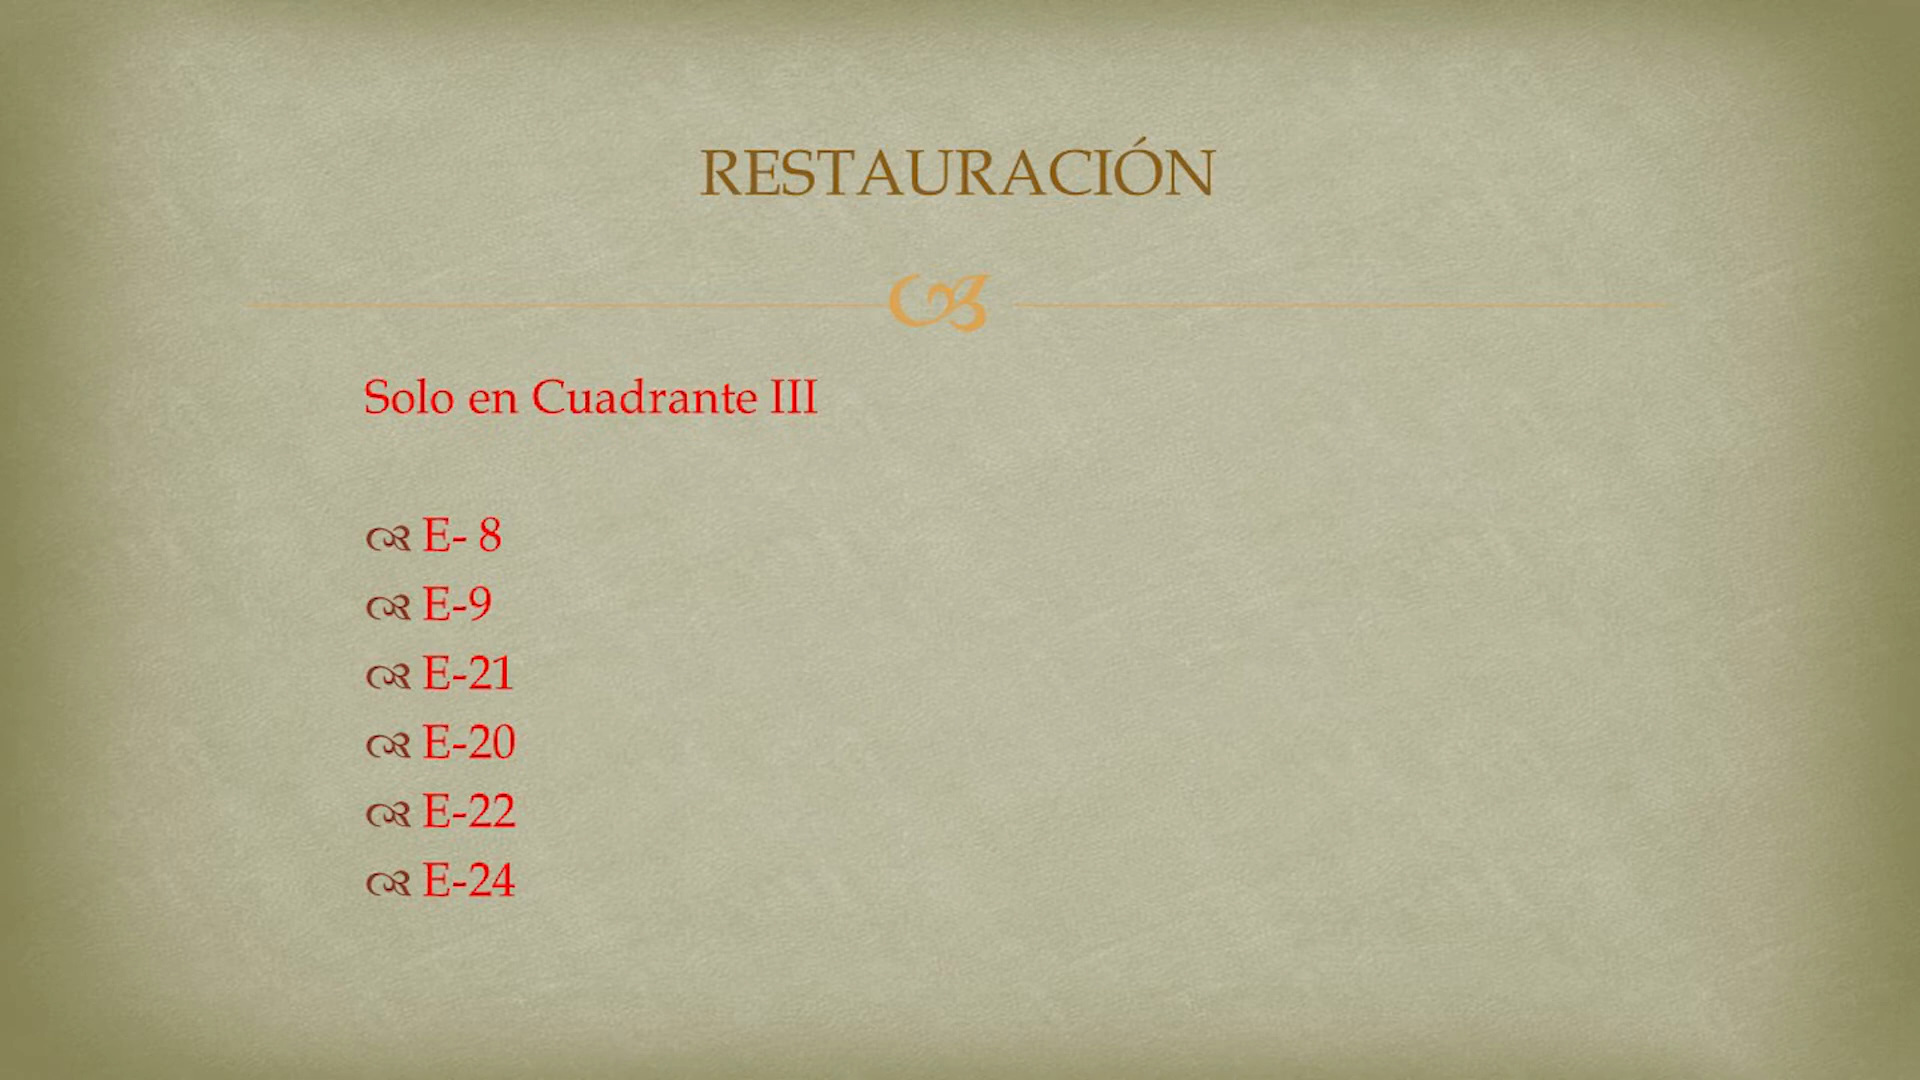 RESTAURACIÓN
Solo en Cuadrante III
E- 8
E-9
E-21
E-20
E-22
E-24